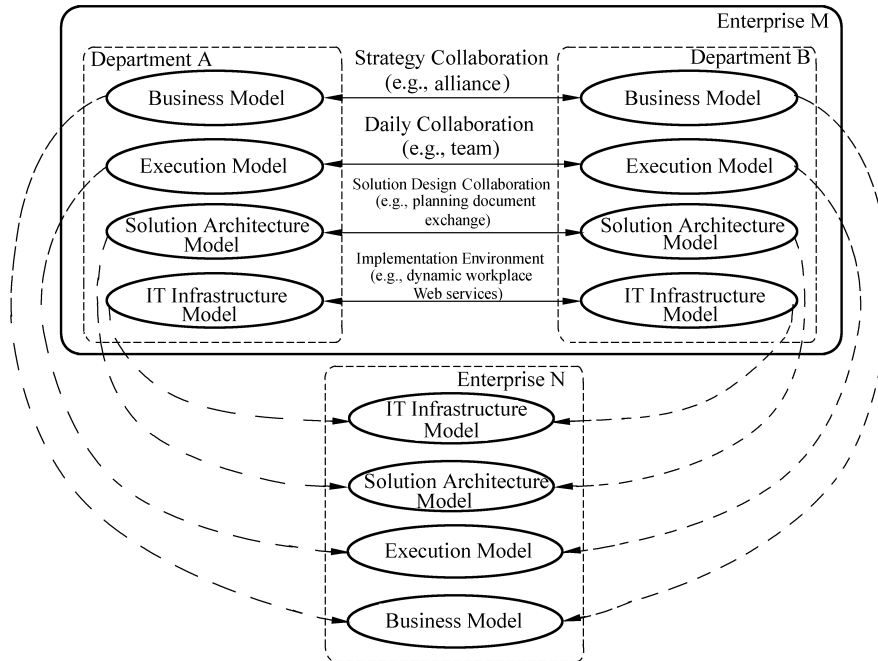 Enterprise M
Department A
Business Model
Execution Model
Solution Architecture
Model
IT Infrastructure
Model
Strategy Collaboration
(e.g., alliance)
Daily Collaboration
(e.g., team)
Solution Design Collaboration
(e.g., planning document
exchange)
Implementation Environment
(e.g., dynamic workplace
Web services)
Department B
Business Model
Execution Model
Solution Architecture
Model
IT Infrastructure
Model
Enterprise N
IT Infrastructure
Model
Solution Architecture
Model
Execution Model
Business Model